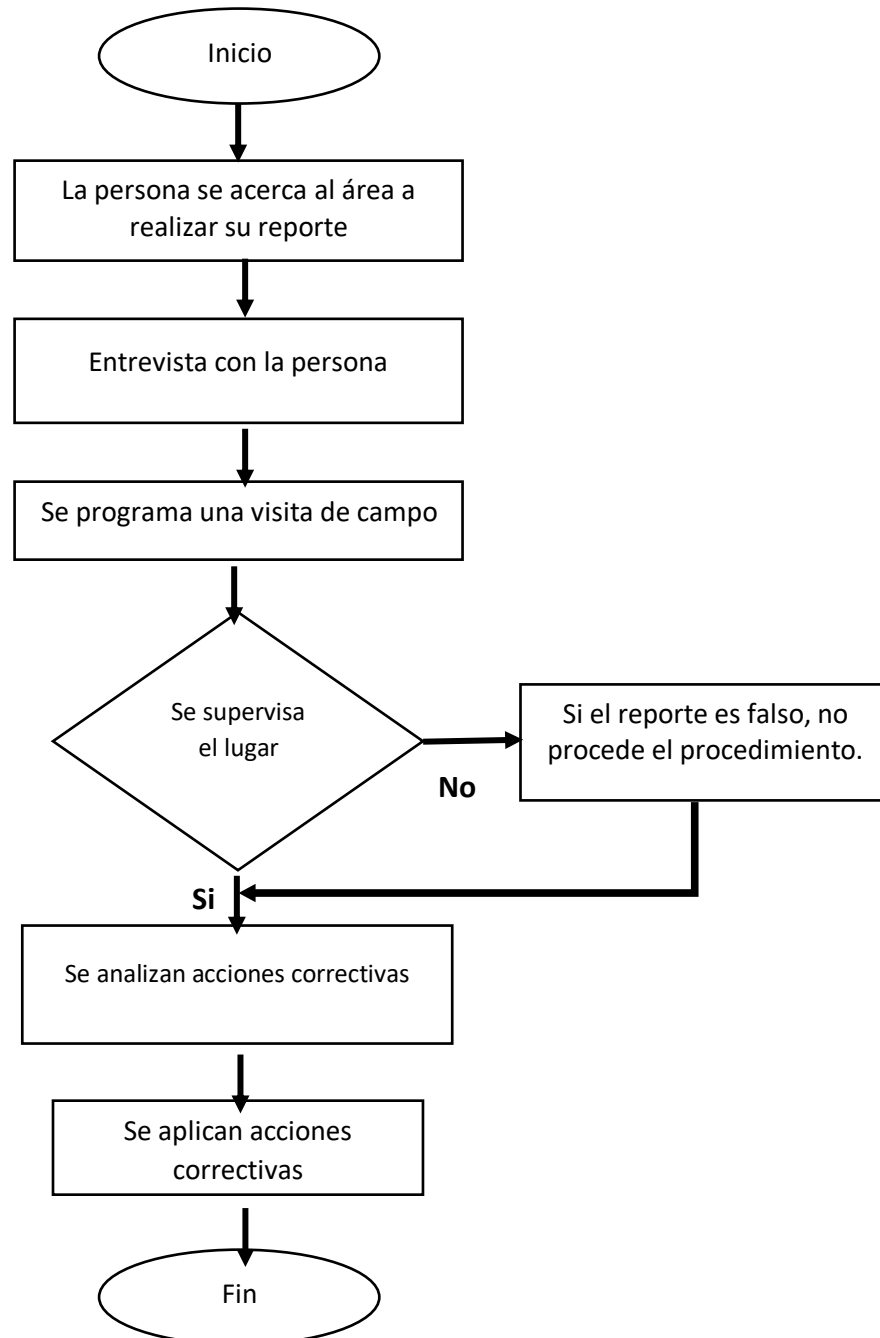 Inicio
La persona se acerca al área a
realizar su reporte
Entrevista con la persona
Se programa una visita de campo
Se supervisa
el lugar
No
Si el reporte es falso, no
procede el procedimiento.
Si
Se analizan acciones correctivas
Se aplican acciones
correctivas
Fin